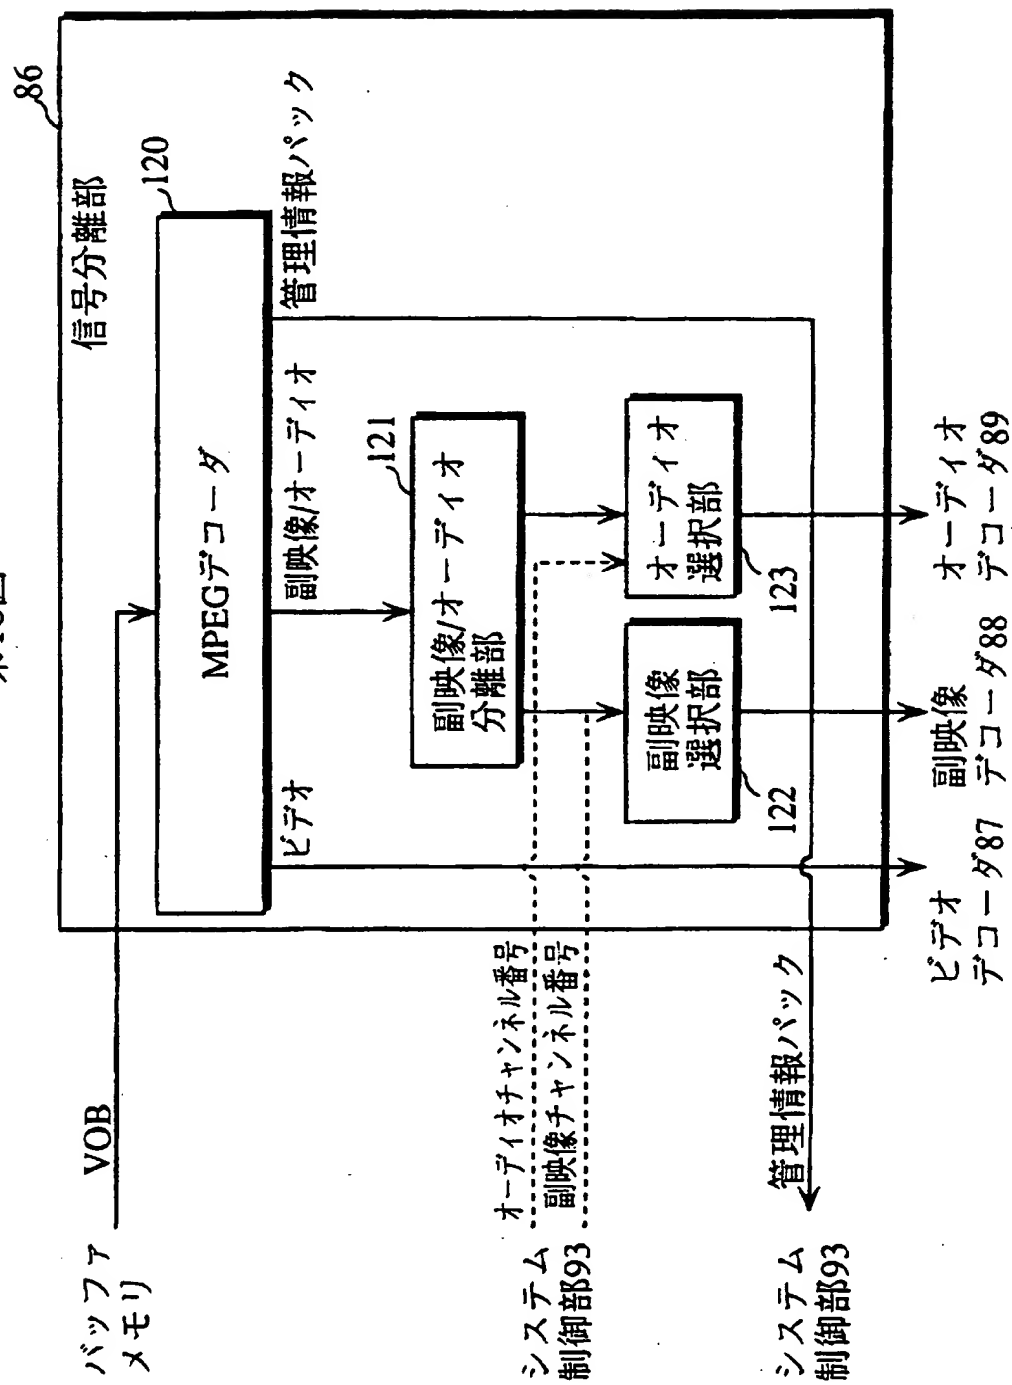 86
信号分離部
120
MPEGデコーダ
VOB
バッファ
メモリ
ビデオ
副映像/オーディオ
管理情報パック
121
副映像/オーディオ
分離部
オーディオチャンネル番号
副映像チャンネル番号
システム
制御部93
副映像
選択部
122
オーディオ
選択部
123
管理情報パック
システム
制御部93
ビデオ
デコーダ87
副映像
デコーダ88
オーディオ
デコーダ89